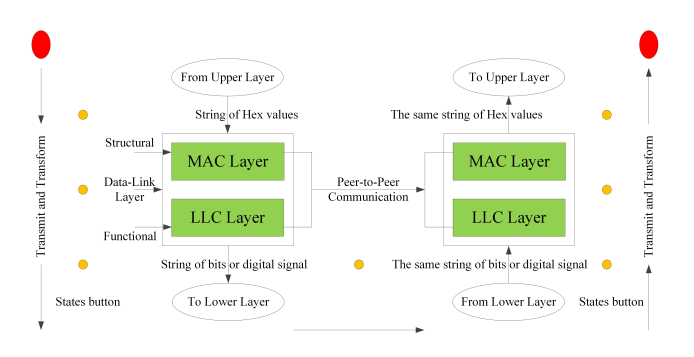 From Upper Layer
To Upper Layer
String of Hex values
The same string of Hex values
Structural
MAC Layer
MAC Layer
Data-Link
Layer
Peer-to-Peer
Communication
LLC Layer
LLC Layer
Functional
Transmit and Transform
Transmit and Transform
String of bits or digital signal
The same string of bits or digital signal
States button
To Lower Layer
From Lower Layer
States button